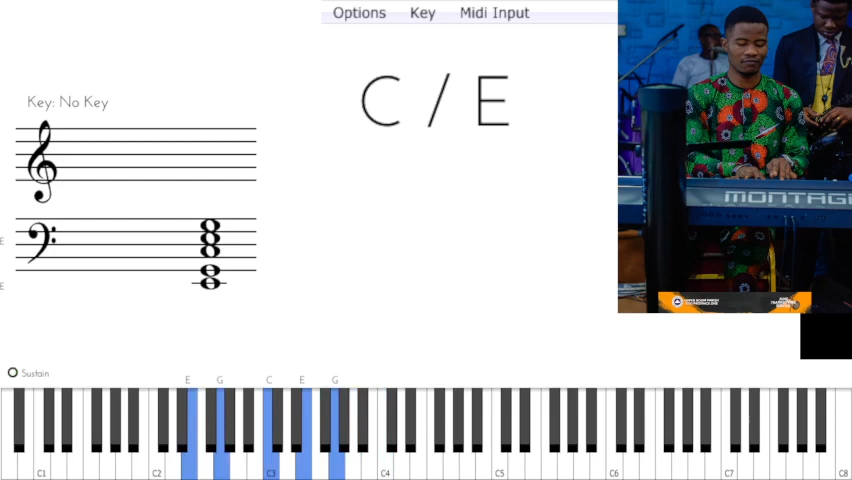 Options Key Midi Input
C / E
Key: No Key
MONTAG
E
E
Sustain
E G C E G
C1 C2 C3 C4 C5 C6 C7 C8